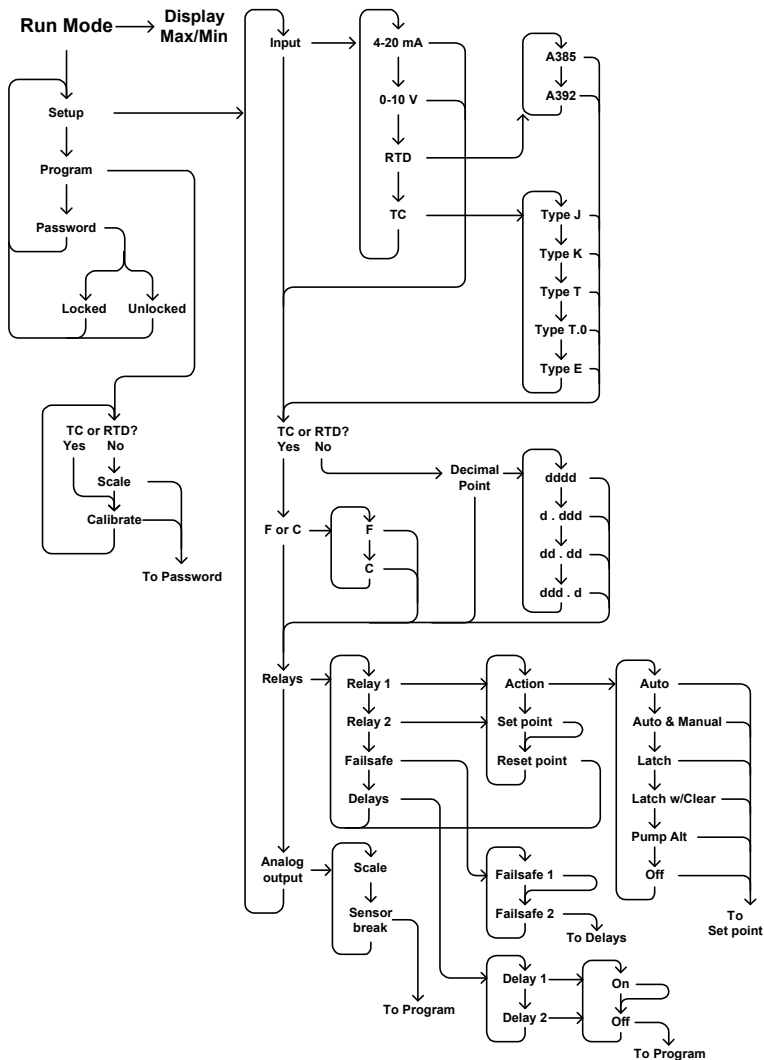 Run Mode
Display
Max/Min
Setup
Program
Password
Locked
Unlocked
TC or RTD?
Yes No
Scale
Calibrate
To Password
Input
4-20 mA
0-10 V
RTD
TC
A385
A392
Type J
Type K
Type T
Type T.0
Type E
TC or RTD?
Yes No
Decimal
Point
dddd
d . ddd
dd . dd
ddd . d
F or C
F
C
Relays
Relay 1
Relay 2
Failsafe
Delays
Action
Set point
Reset point
Auto
Auto & Manual
Latch
Latch w/Clear
Pump Alt
Off
To
Set point
Failsafe 1
Failsafe 2
To Delays
Delay 1
Delay 2
On
Off
To Program
Analog
output
Scale
Sensor
break
To Program